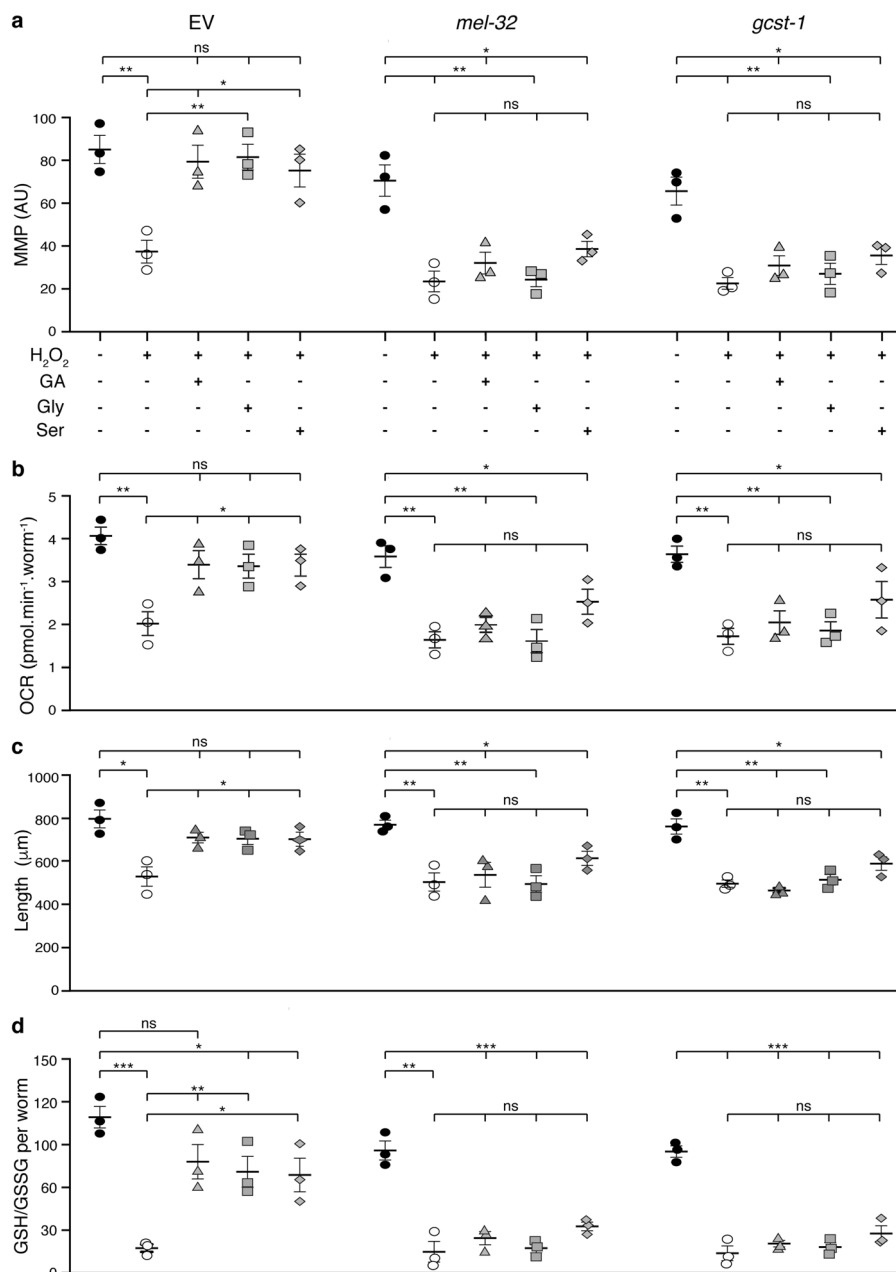 a EV mel-32 gcst-1
ns * *
** ** **
* ns ns
**
100
80
60
40
20
0
MMP (AU)
H₂O₂ - + + + + - + + + + - + + + +
GA - - + - - - - + - - - - + - -
Gly - - - + - - - - + - - - - + -
Ser - - - - + - - - - + - - - - +
b
ns * *
** **
** * ** **
ns ns
5
4
3
2
1
0
OCR (pmol.min⁻¹.worm⁻¹)
c
ns * *
** **
* * ** **
ns ns
1000
800
600
400
200
0
Length (µm)
d
ns
* *** ***
*** **
** ns ns
*
150
120
100
60
30
0
GSH/GSSG per worm